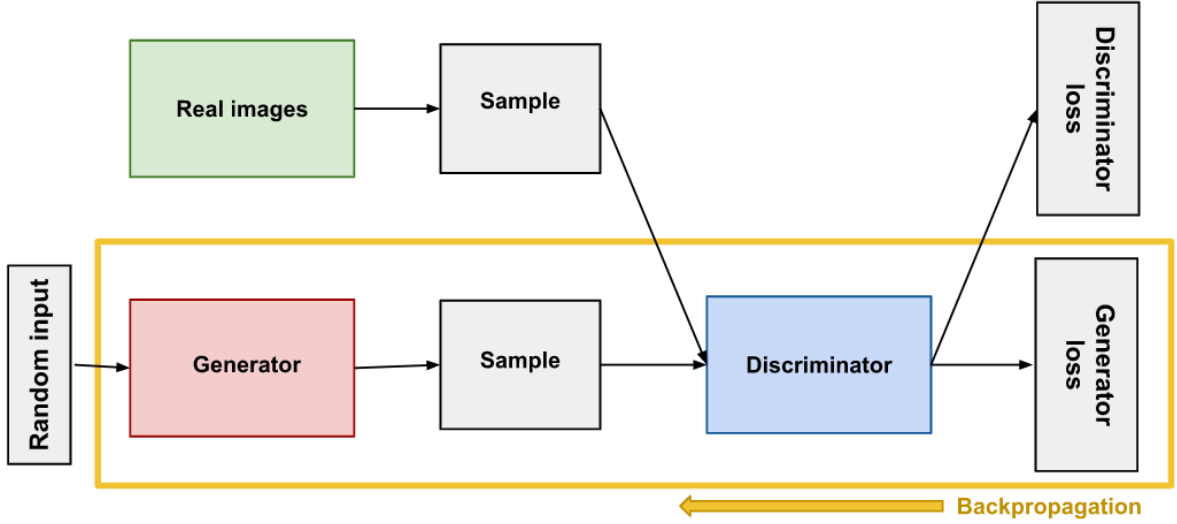 Real images
Sample
Discriminator
loss
Random input
Generator
Sample
Discriminator
Generator
loss
Backpropagation